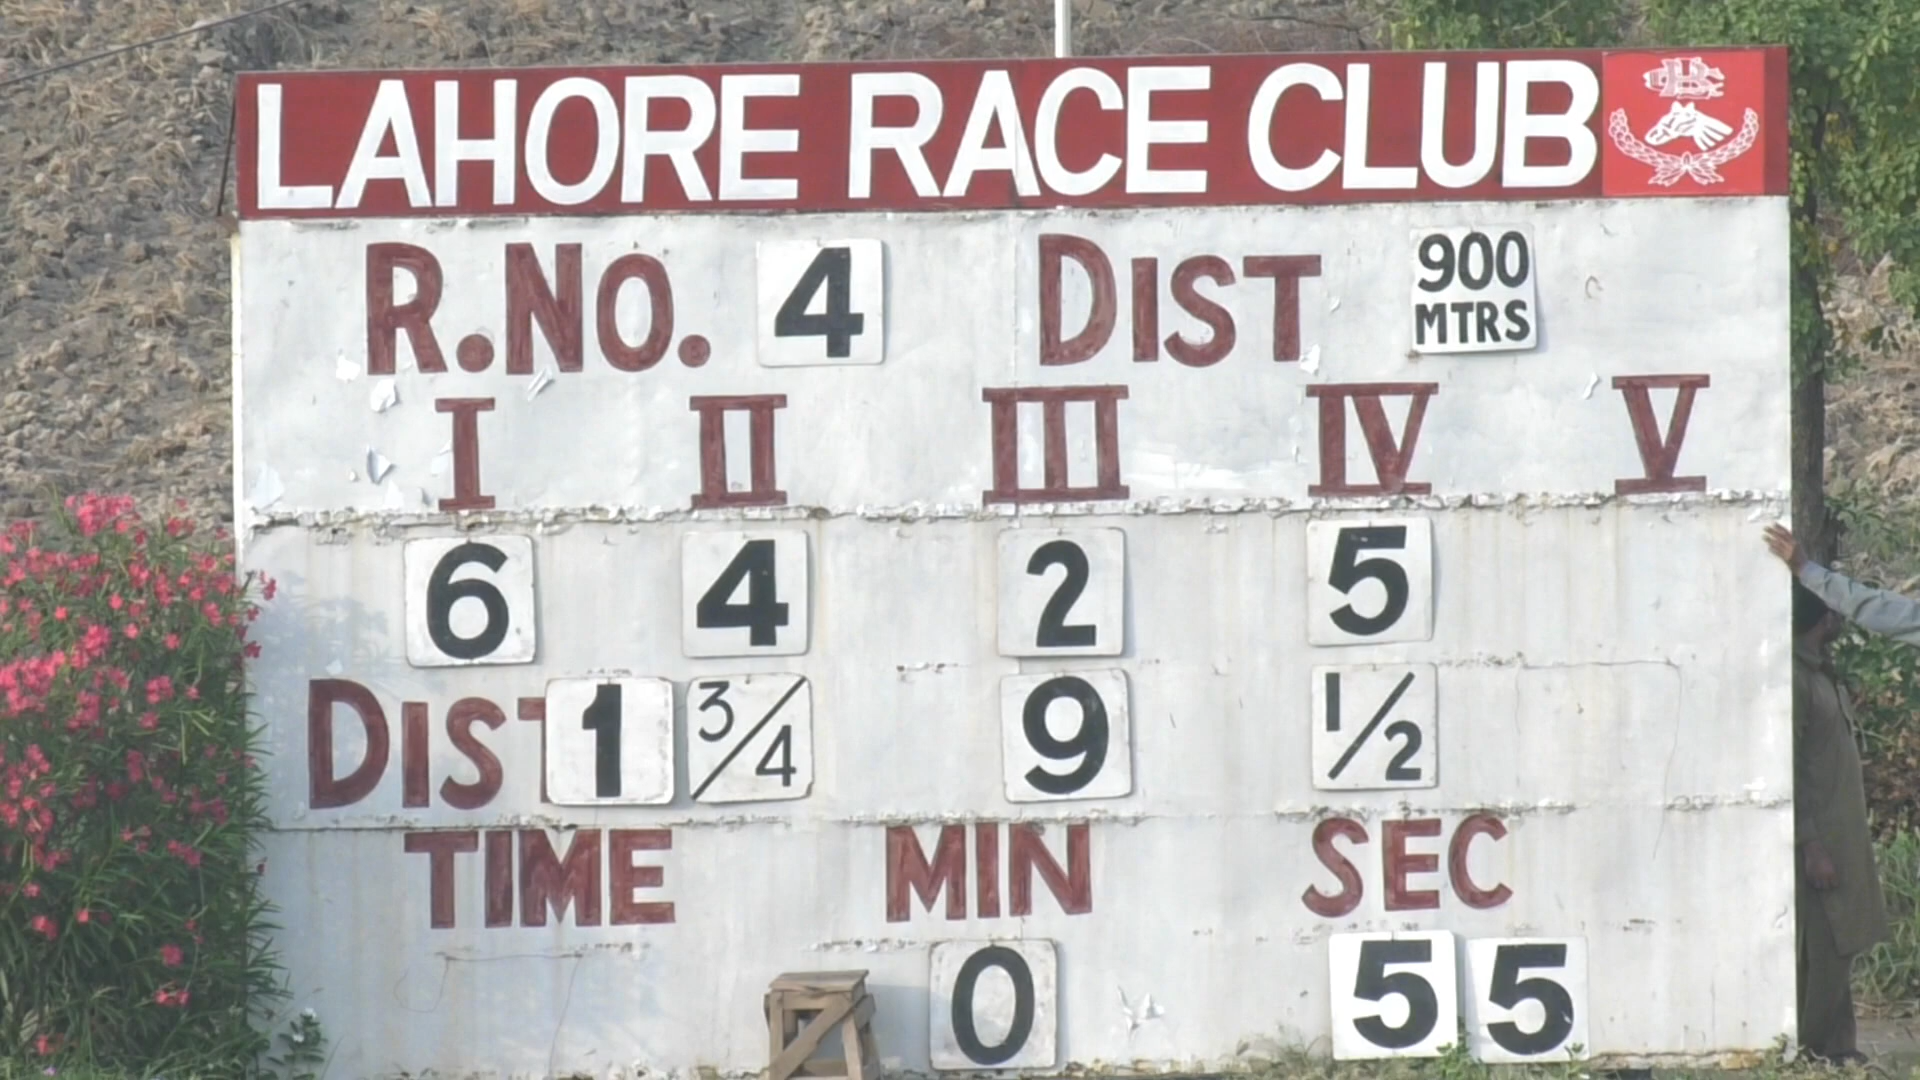 LAHORE RACE CLUB
R.No. 4 DIST 900 MTRS
I II III IV V
6 4 2 5
DIST 1 3/4 9 1/2
TIME MIN SEC
0 55